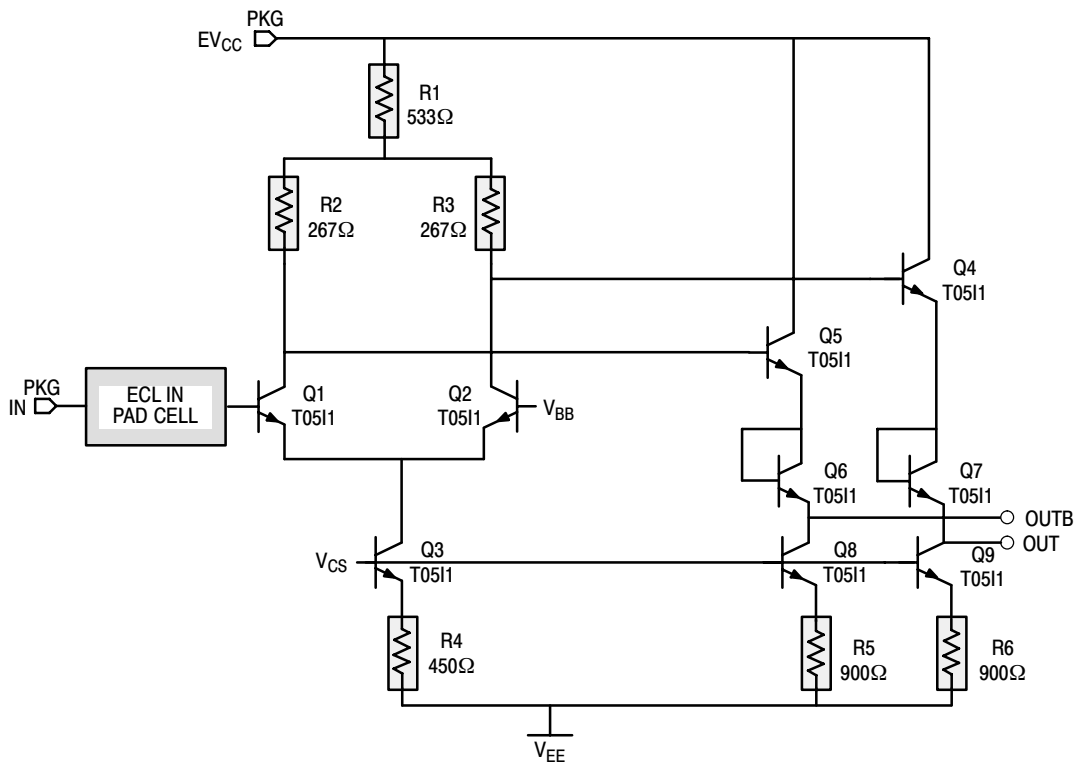 PKG
EVCC
R1
533Ω
R2
267Ω
R3
267Ω
Q4
T05I1
Q5
T05I1
PKG
IN
ECL IN
PAD CELL
Q1
T05I1
Q2
T05I1
VBB
Q6
T05I1
Q7
T05I1
OUTB
OUT
VCS
Q3
T05I1
Q8
T05I1
Q9
T05I1
R4
450Ω
R5
900Ω
R6
900Ω
VEE